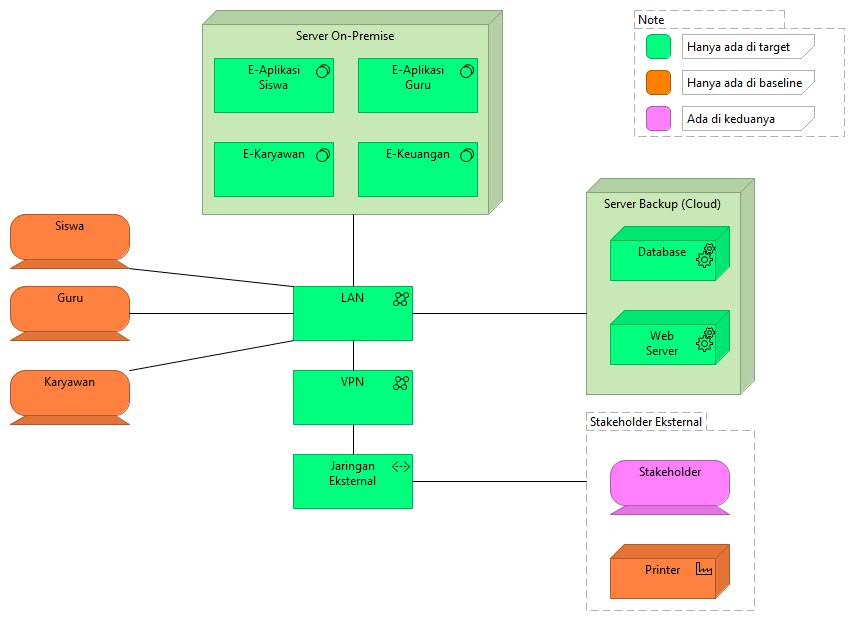 Server On-Premise
E-Aplikasi
Siswa
E-Aplikasi
Guru
E-Karyawan
E-Keuangan
Note
Hanya ada di target
Hanya ada di baseline
Ada di keduanya
Server Backup (Cloud)
Database
Web
Server
Siswa
Guru
Karyawan
LAN
VPN
Jaringan
Eksternal
Stakeholder Eksternal
Stakeholder
Printer